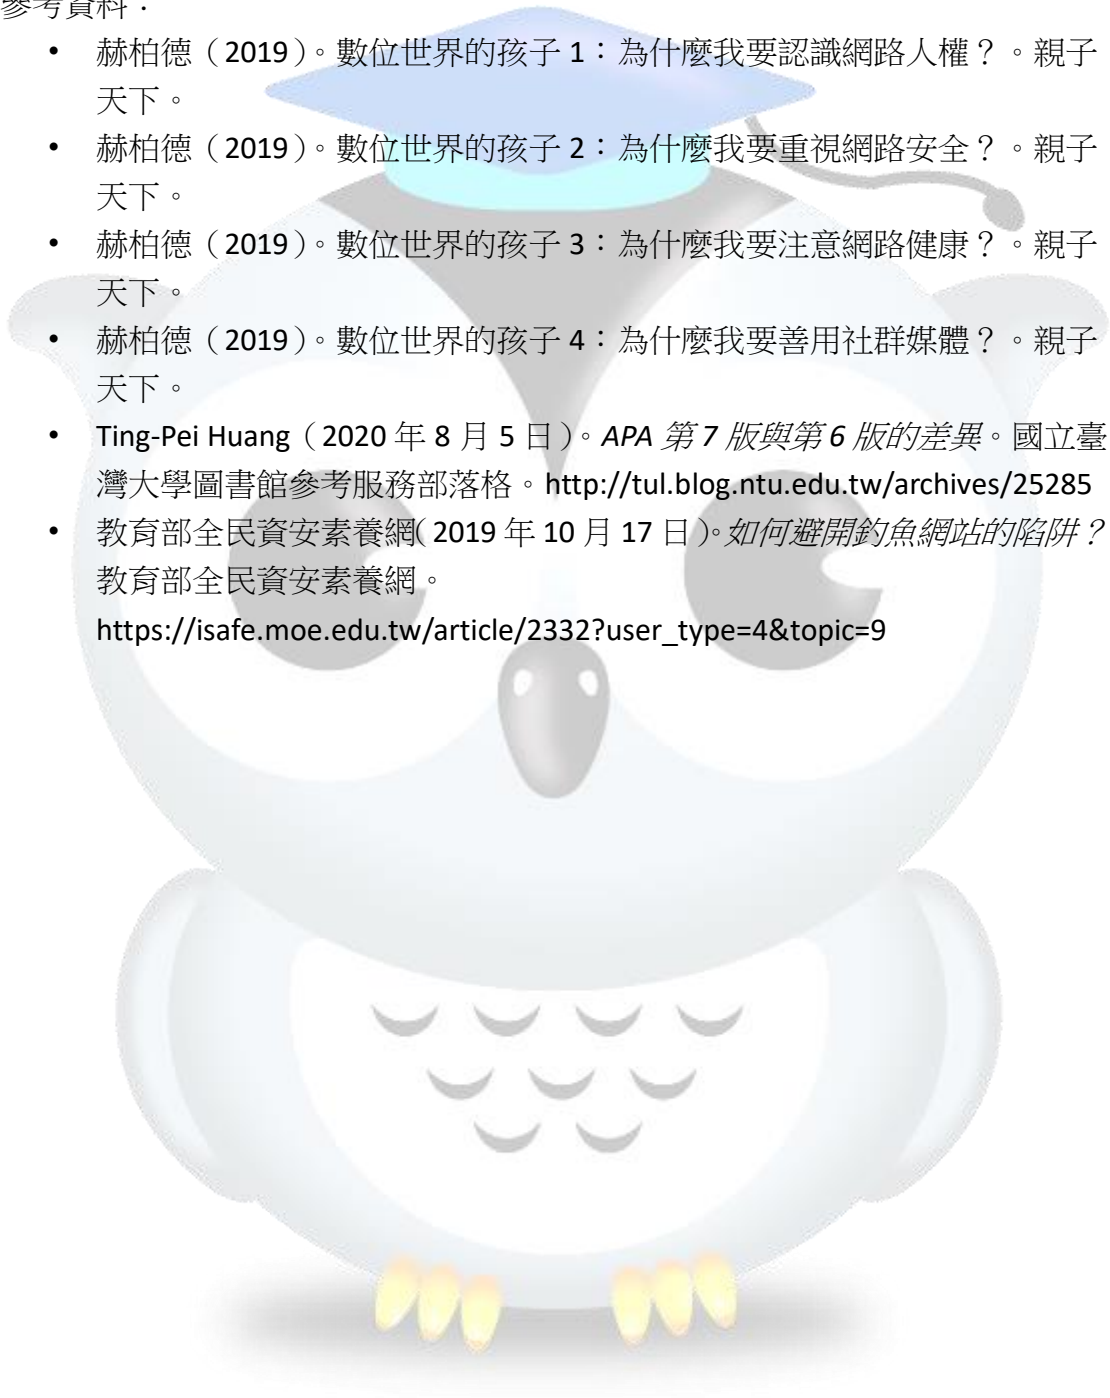 參考資料：
• 赫柏德（2019）。數位世界的孩子 1：為什麼我要認識網路人權？。親子
天下。
• 赫柏德（2019）。數位世界的孩子 2：為什麼我要重視網路安全？。親子
天下。
• 赫柏德（2019）。數位世界的孩子 3：為什麼我要注意網路健康？。親子
天下。
• 赫柏德（2019）。數位世界的孩子 4：為什麼我要善用社群媒體？。親子
天下。
• Ting-Pei Huang（2020 年 8 月 5 日）。APA 第 7 版與第 6 版的差異。國立臺
灣大學圖書館參考服務部落格。http://tul.blog.ntu.edu.tw/archives/25285
• 教育部全民資安素養網（2019 年 10 月 17 日）。如何避開釣魚網站的陷阱？
教育部全民資安素養網。
https://isafe.moe.edu.tw/article/2332?user_type=4&topic=9